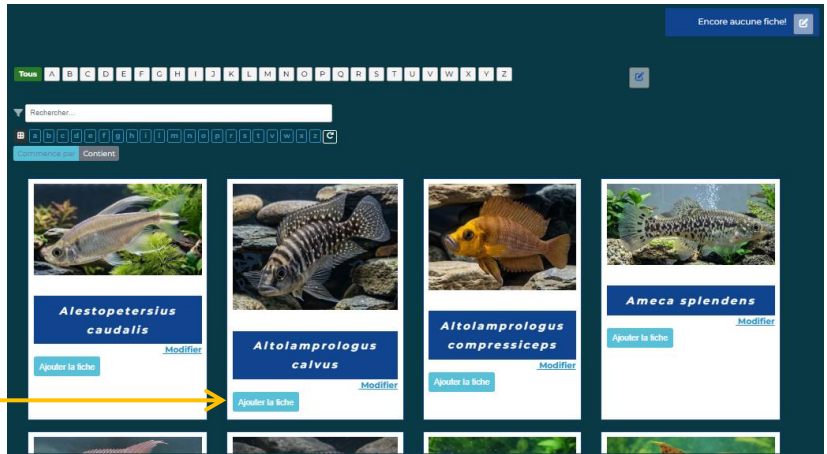 Encore aucune fiche!
Tous A B C D E F G H I J K L M N O P Q R S T U V W X Y Z
Rechercher...
a b c d e f g h i l m n o p r s t v w x z
Commence par Contient
Alestopetersius
caudalis
Modifier
Ajouter la fiche
Altolamprologus
calvus
Modifier
Ajouter la fiche
Altolamprologus
compressiceps
Modifier
Ajouter la fiche
Ameca splendens
Modifier
Ajouter la fiche